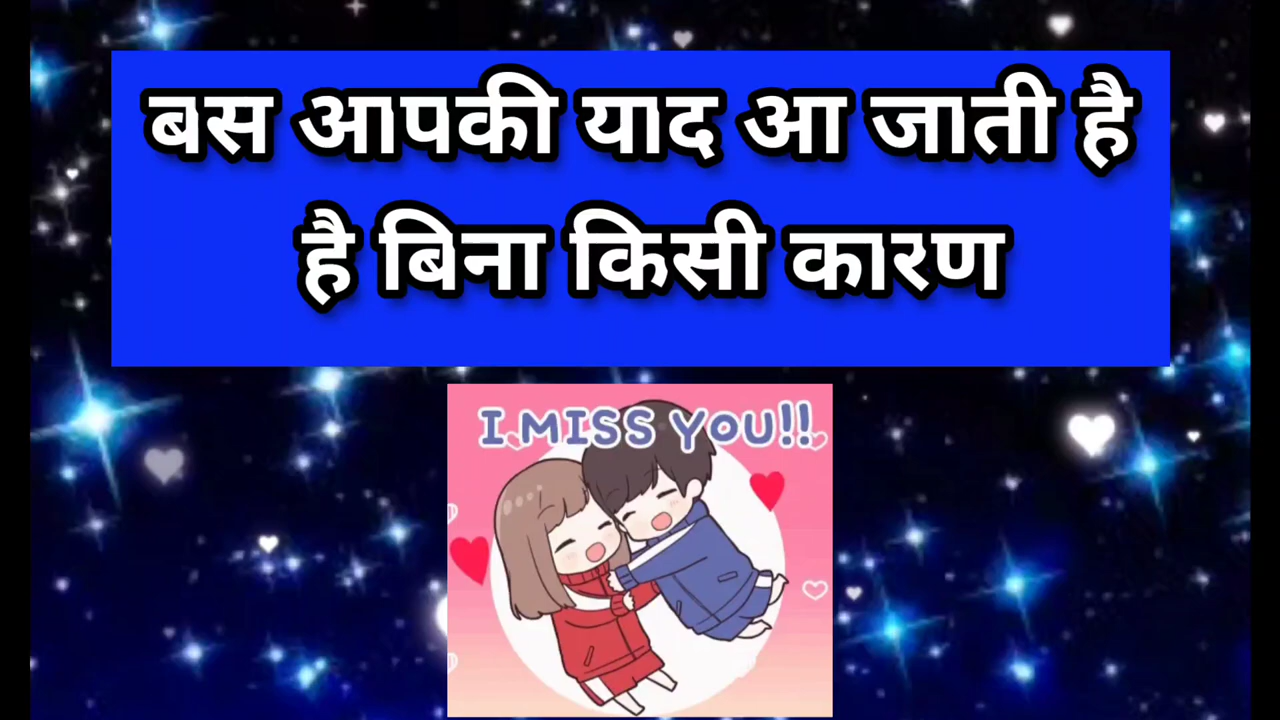 बस आपकी याद आ जाती है
है बिना किसी कारण
I MISS YOU!!